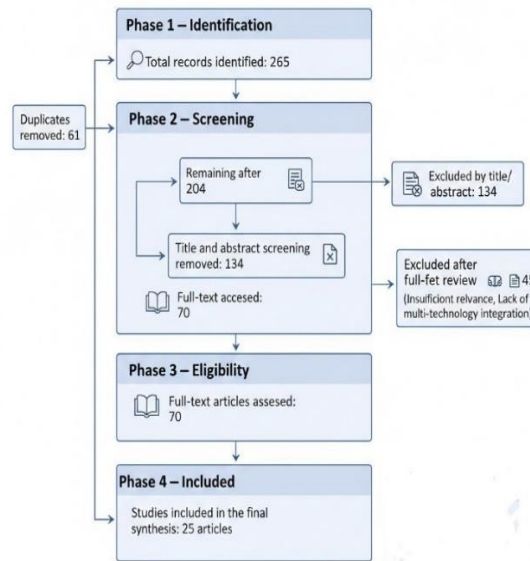 Phase 1 – Identification
Total records identified: 265
Duplicates
removed: 61
Phase 2 – Screening
Remaining after
204
Excluded by title/
abstract: 134
Title and abstract screening
removed: 134
Full-text accesed:
70
Excluded after
full-fet review 45
(Insufficient relvance, Lack of
multi-technology integration)
Phase 3 – Eligibility
Full-text articles assesed:
70
Phase 4 – Included
Studies included in the final
synthesis: 25 articles